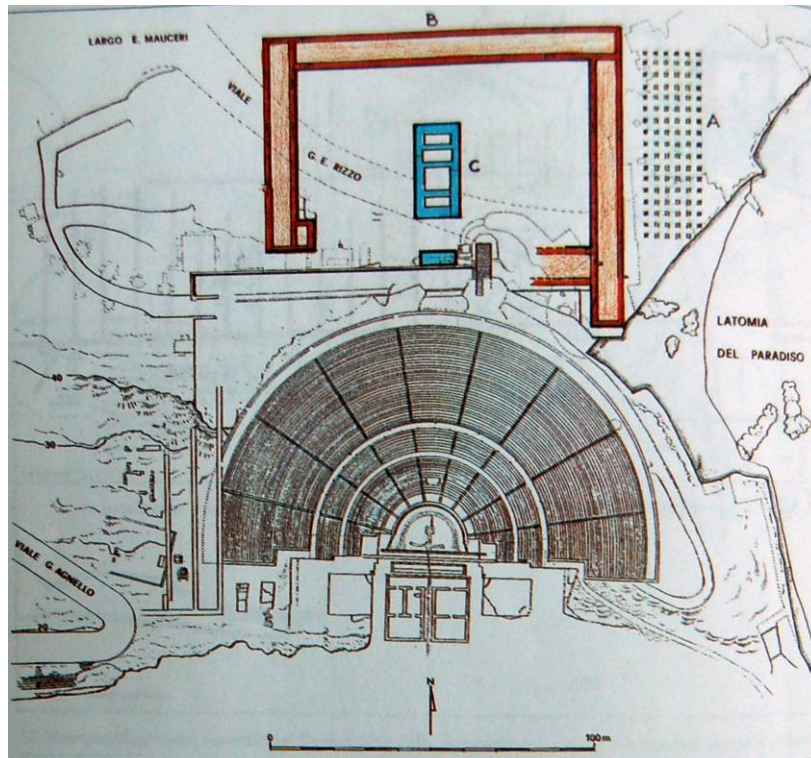 LARGO E. MAUCERI
B
VIALE
G. E. RIZZO
A
C
LATOMIA
DEL PARADISO
40
30
VIALE G. AGNELLO
20
N
0
100m